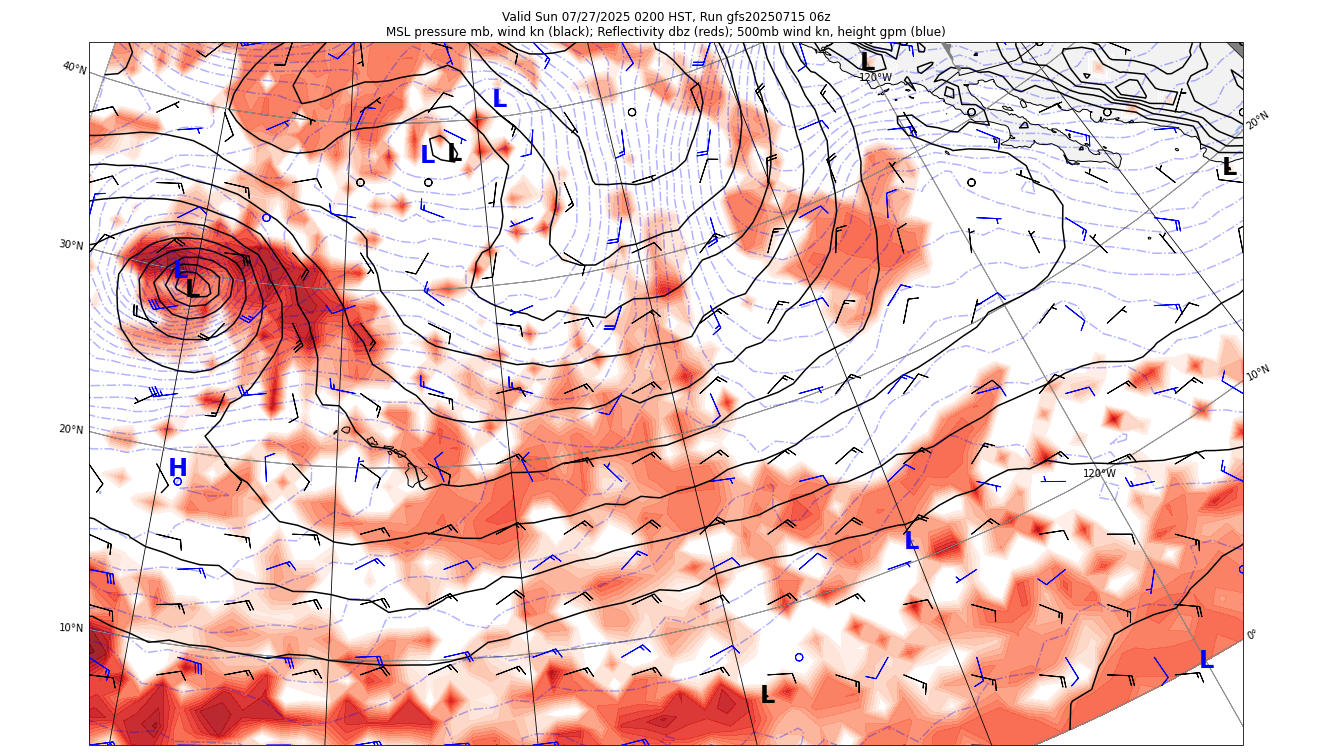 Valid Sun 07/27/2025 0200 HST, Run gfs20250715 06z
MSL pressure mb, wind kn (black); Reflectivity dbz (reds); 500mb wind kn, height gpm (blue)
40°N
L
120°W
L
20°N
L
L
L
30°N
L
L
10°N
20°N
H
120°W
L
10°N
0°
L
L